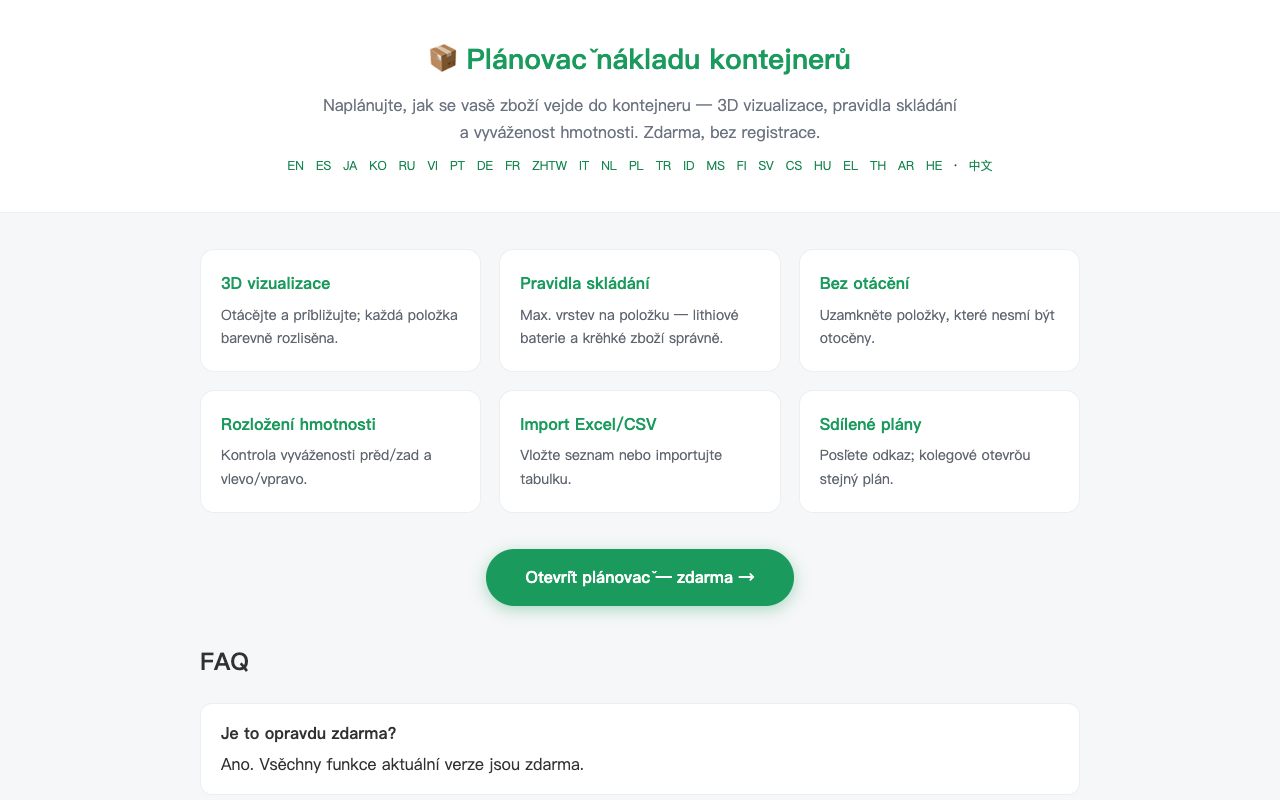 📦 Plánovač nákladu kontejnerů
Naplánujte, jak se vaše zboží vejde do kontejneru — 3D vizualizace, pravidla skládání
a vyváženost hmotnosti. Zdarma, bez registrace.
EN ES JA KO RU VI PT DE FR ZHTW IT NL PL TR ID MS FI SV CS HU EL TH AR HE · 中文
3D vizualizace
Otáčejte a přibližujte; každá položka
barevně rozlišena.
Pravidla skládání
Max. vrstev na položku — lithiové
baterie a křehké zboží správně.
Bez otáčení
Uzamkněte položky, které nesmí být
otočeny.
Rozložení hmotnosti
Kontrola vyváženosti před/zad a
vlevo/vpravo.
Import Excel/CSV
Vložte seznam nebo importujte
tabulku.
Sdílené plány
Pošlete odkaz; kolegové otevřou
stejný plán.
Otevřít plánovač — zdarma →
FAQ
Je to opravdu zdarma?
Ano. Všechny funkce aktuální verze jsou zdarma.